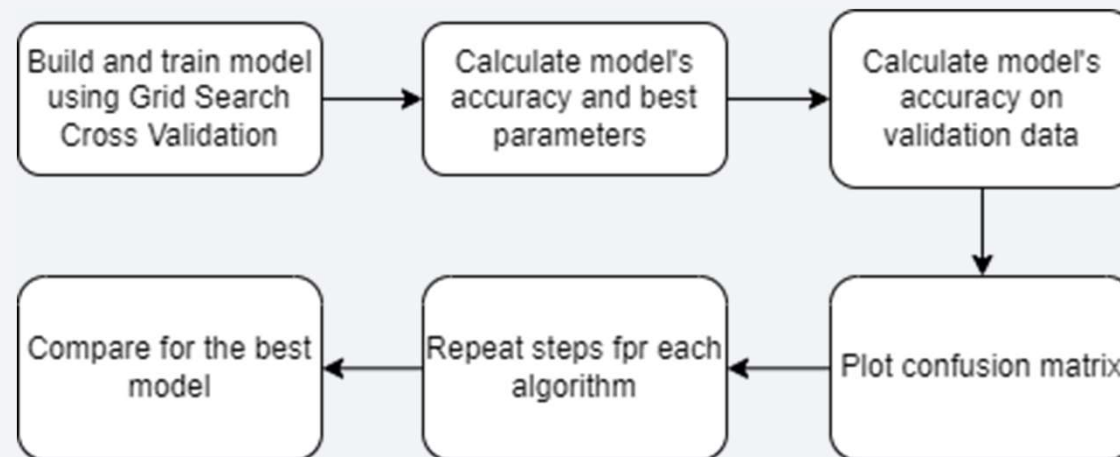 Build and train model
using Grid Search
Cross Validation
Calculate model's
accuracy and best
parameters
Calculate model's
accuracy on
validation data
Plot confusion matrix
Repeat steps fpr each
algorithm
Compare for the best
model